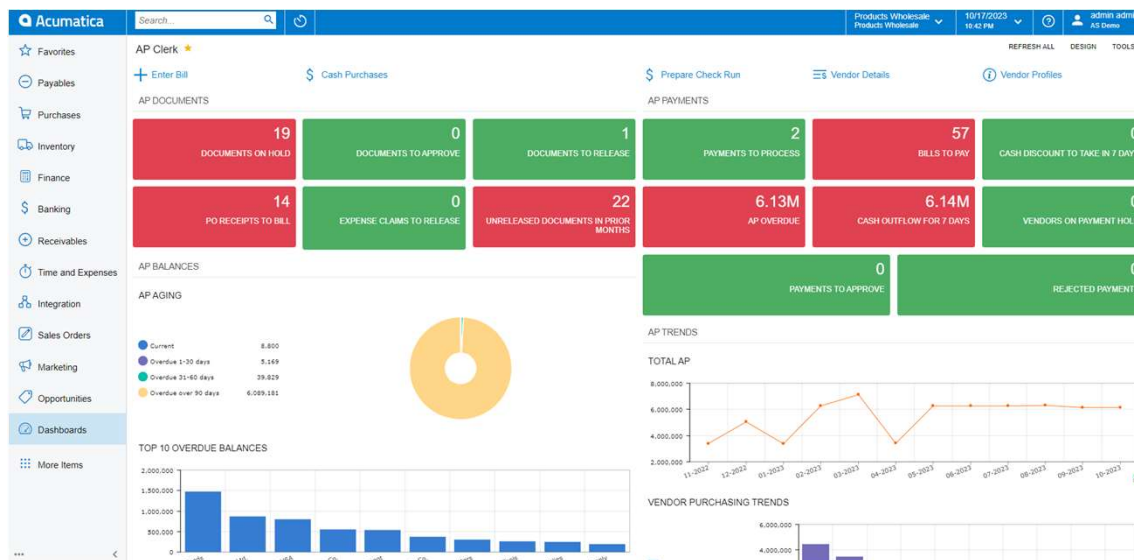 Acumatica
Search...
Products Wholesale
Products Wholesale
10/17/2023
10:42 PM
admin admi
AS Demo
Favorites
Payables
Purchases
Inventory
Finance
Banking
Receivables
Time and Expenses
Integration
Sales Orders
Marketing
Opportunities
Dashboards
More Items
AP Clerk
REFRESH ALL DESIGN TOOLS
Enter Bill
Cash Purchases
Prepare Check Run
Vendor Details
Vendor Profiles
AP DOCUMENTS
19
DOCUMENTS ON HOLD
0
DOCUMENTS TO APPROVE
1
DOCUMENTS TO RELEASE
14
PO RECEIPTS TO BILL
0
EXPENSE CLAIMS TO RELEASE
22
UNRELEASED DOCUMENTS IN PRIOR
MONTHS
AP PAYMENTS
2
PAYMENTS TO PROCESS
57
BILLS TO PAY
0
CASH DISCOUNT TO TAKE IN 7 DAY
6.13M
AP OVERDUE
6.14M
CASH OUTFLOW FOR 7 DAYS
0
VENDORS ON PAYMENT HOL
0
PAYMENTS TO APPROVE
0
REJECTED PAYMENT
AP BALANCES
AP AGING
Current 8.800
Overdue 1-30 days 5.169
Overdue 31-60 days 39.829
Overdue over 90 days 6.089.181
TOP 10 OVERDUE BALANCES
2.000.000
1.500.000
1.000.000
500.000
0
AP TRENDS
TOTAL AP
8.000.000
6.000.000
4.000.000
2.000.000
11-2022 12-2022 01-2023 02-2023 03-2023 04-2023 05-2023 06-2023 07-2023 08-2023 09-2023 10-2023
VENDOR PURCHASING TRENDS
6.000.000
4.000.000